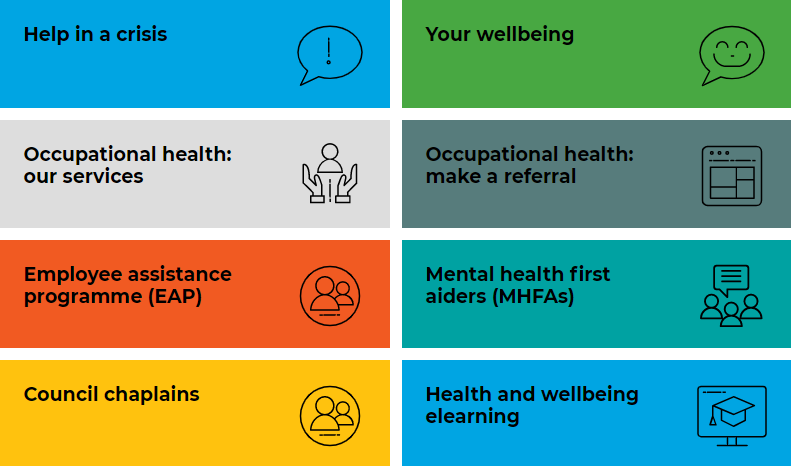 Help in a crisis
Your wellbeing
Occupational health:
our services
Occupational health:
make a referral
Employee assistance
programme (EAP)
Mental health first
aiders (MHFAs)
Council chaplains
Health and wellbeing
elearning